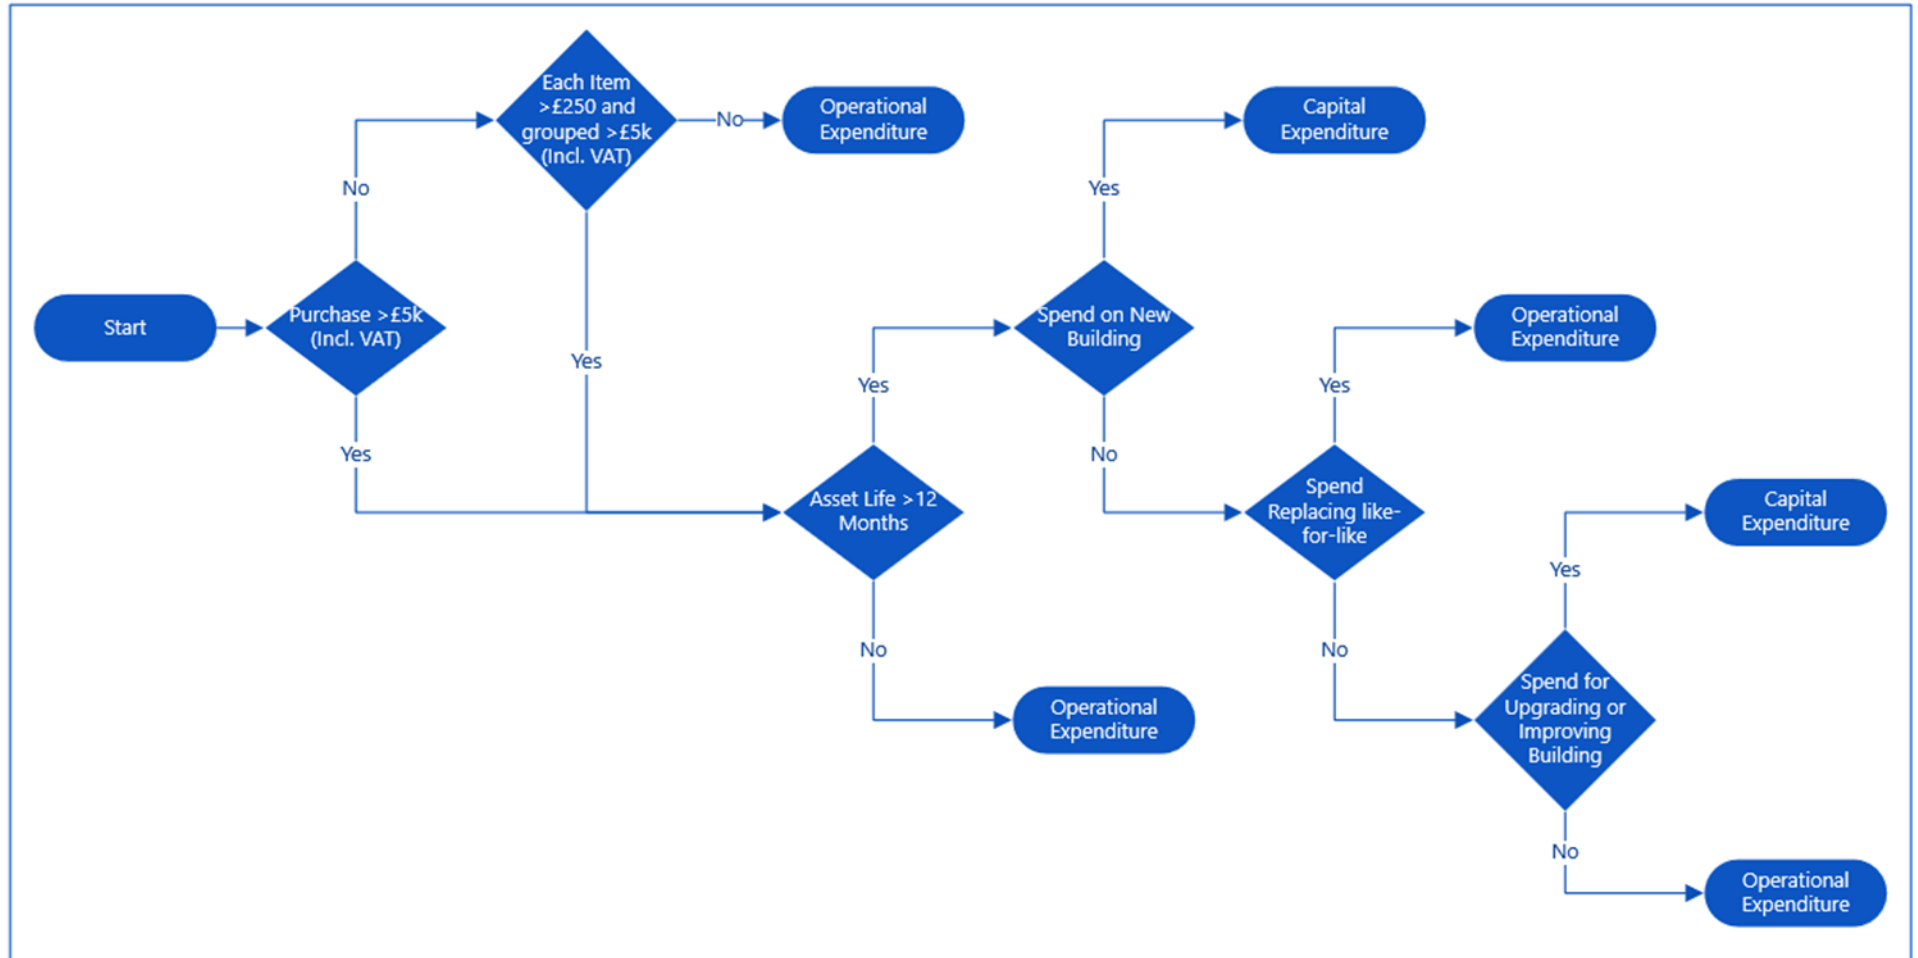 Each Item
>£250 and
grouped >£5k
(Incl. VAT)
No
Operational
Expenditure
Capital
Expenditure
No
Yes
Start
Purchase >£5k
(Incl. VAT)
Spend on New
Building
Operational
Expenditure
Yes
Yes
Yes
Yes
No
Asset Life >12
Months
Spend
Replacing like-
for-like
Capital
Expenditure
Yes
No
No
Operational
Expenditure
Spend for
Upgrading or
Improving
Building
No
Operational
Expenditure